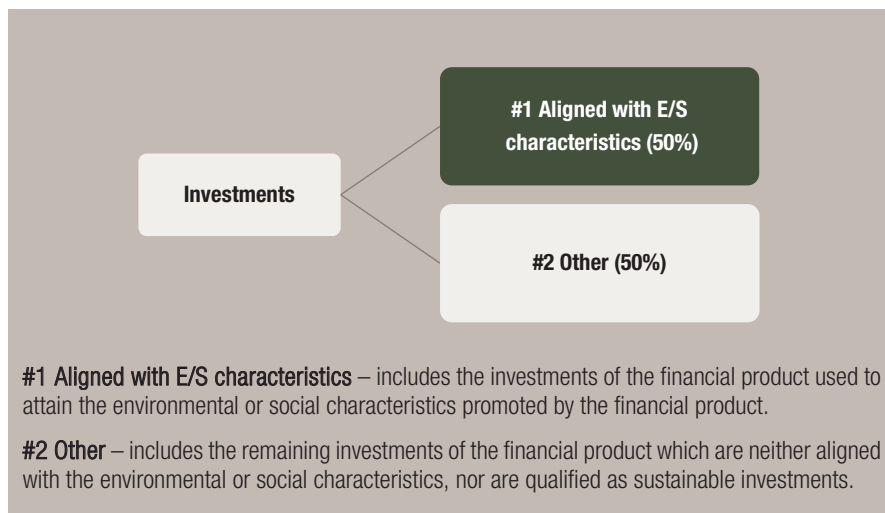 #1 Aligned with E/S
characteristics (50%)
Investments
#2 Other (50%)
#1 Aligned with E/S characteristics – includes the investments of the financial product used to
attain the environmental or social characteristics promoted by the financial product.
#2 Other – includes the remaining investments of the financial product which are neither aligned
with the environmental or social characteristics, nor are qualified as sustainable investments.